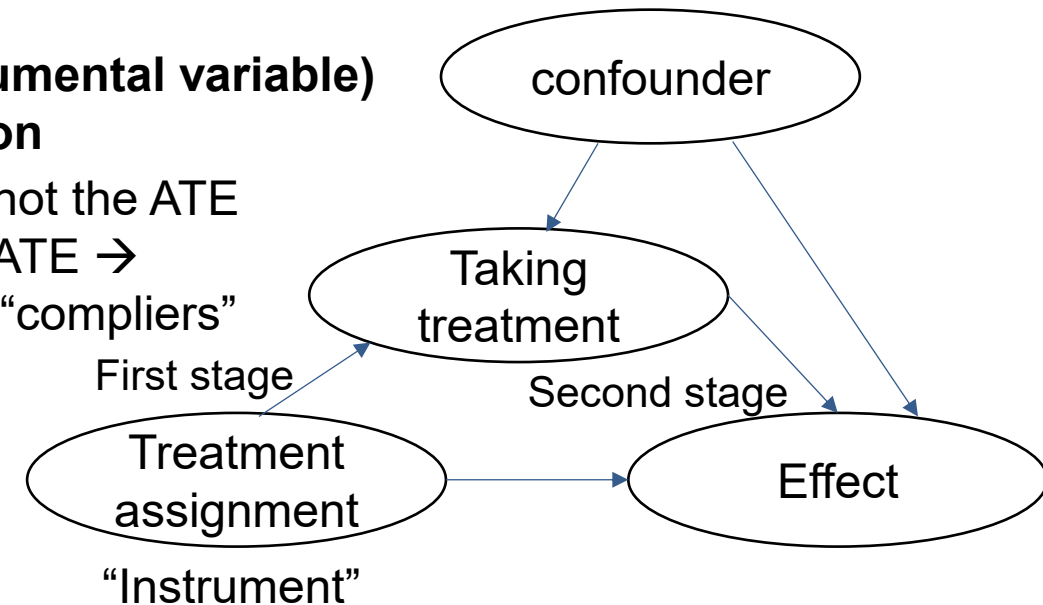 umental variable)
on
not the ATE
ATE →
“compliers”
confounder
Taking
treatment
First stage
Second stage
Treatment
assignment
Effect
“Instrument”